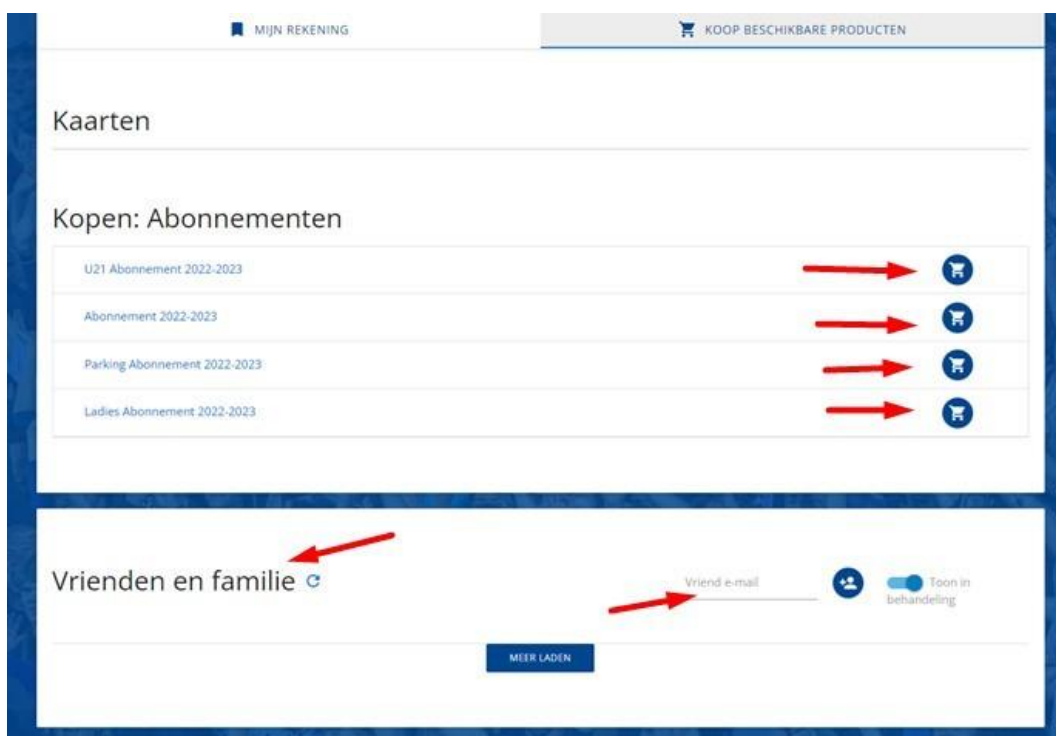 MIJN REKENING
KOOP BESCHIKBARE PRODUCTEN
Kaarten
Kopen: Abonnementen
U21 Abonnement 2022-2023
Abonnement 2022-2023
Parking Abonnement 2022-2023
Ladies Abonnement 2022-2023
Vrienden en familie
Vriend e-mail
Toon in
behandeling
MEER LADEN